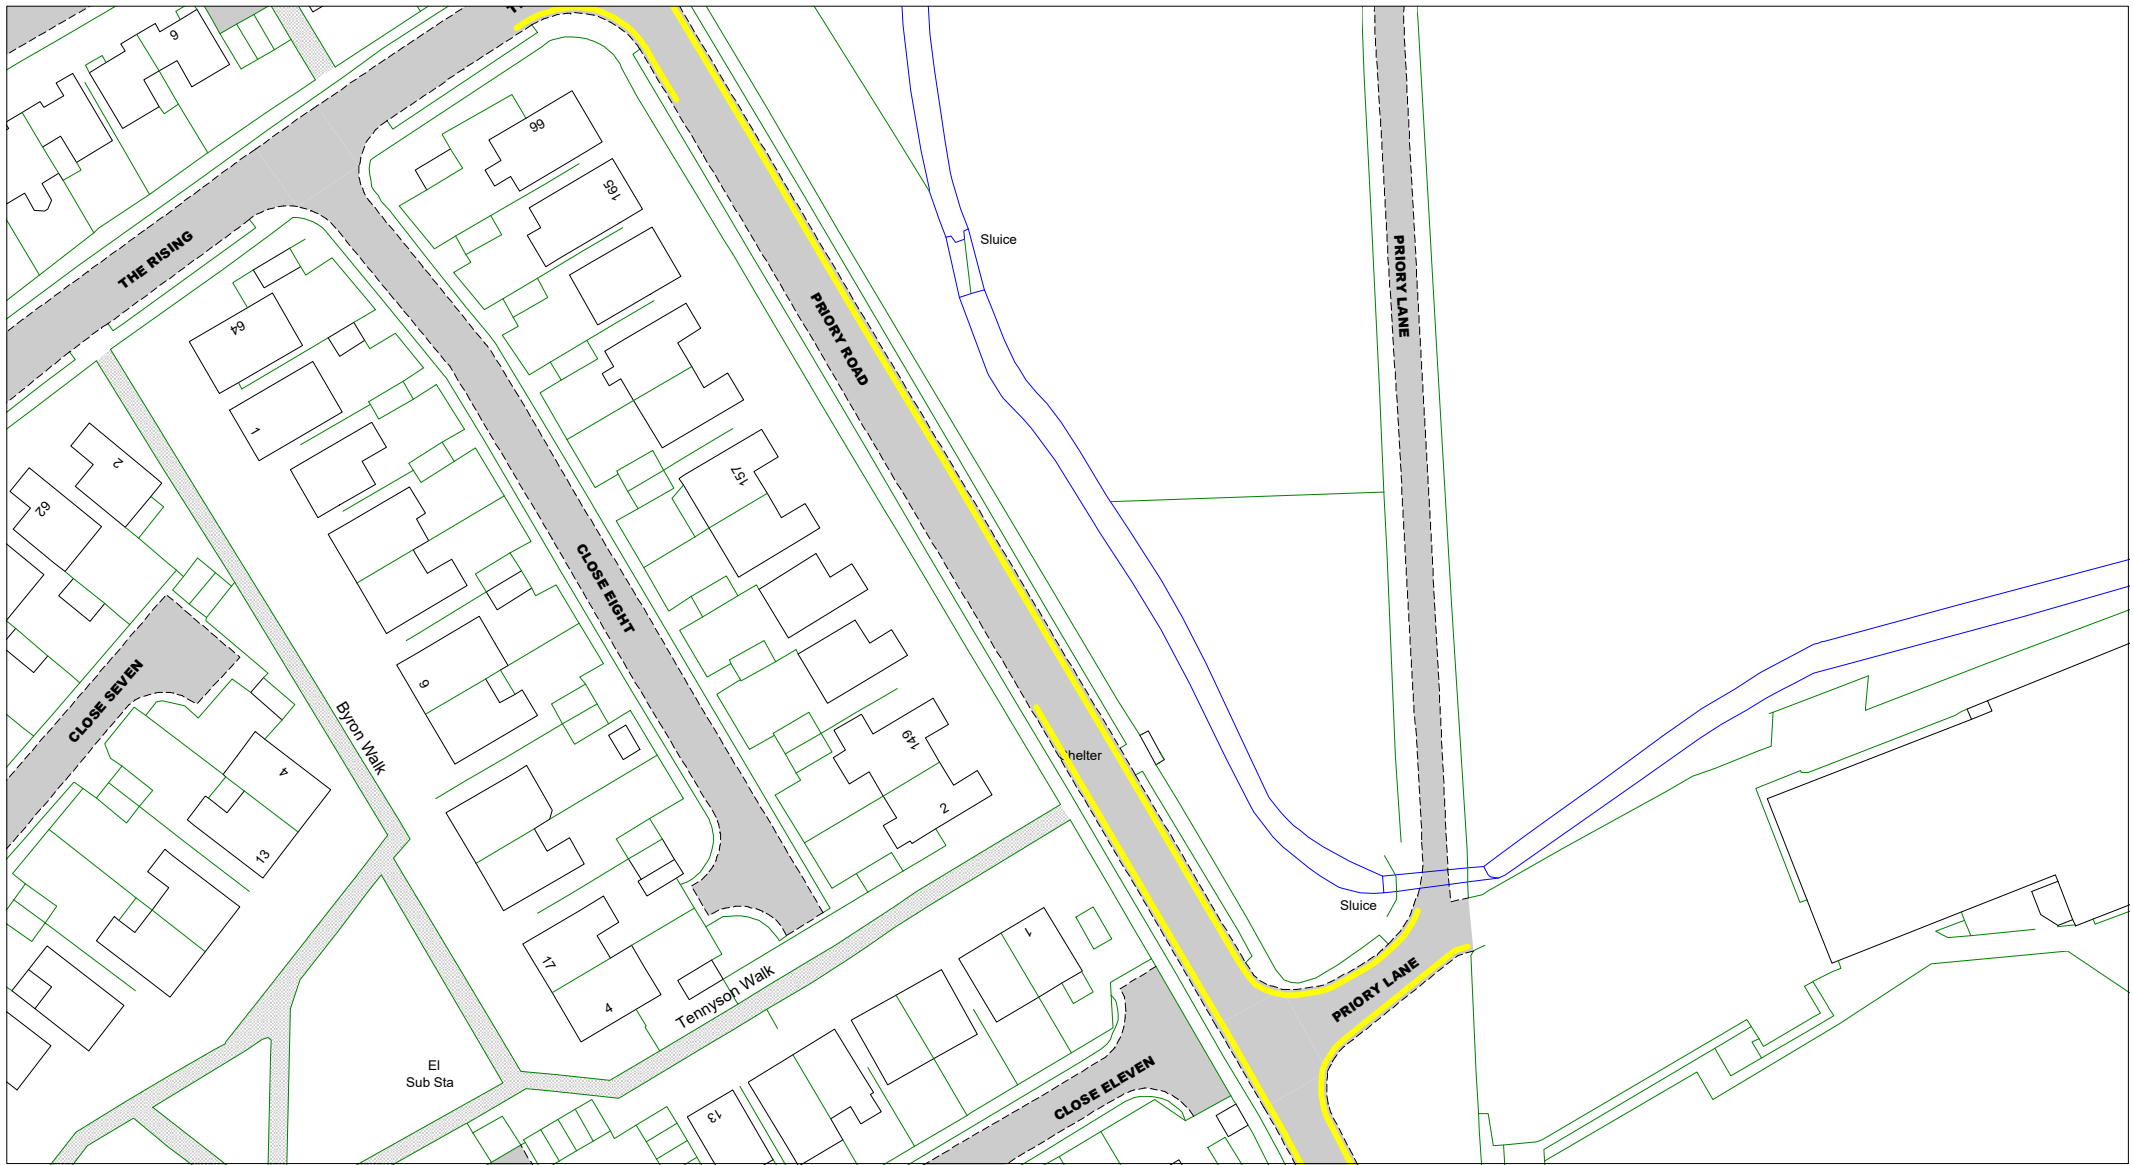 6
66
165
Sluice
THE RISING
PRIORY LANE
64
PRIORY ROAD
1
2
157
62
CLOSE EIGHT
CLOSE SEVEN
9
Byron Walk
149
4
2
13
Sluice
1
17
4
Tennyson Walk
PRIORY LANE
El
Sub Sta
CLOSE ELEVEN
13